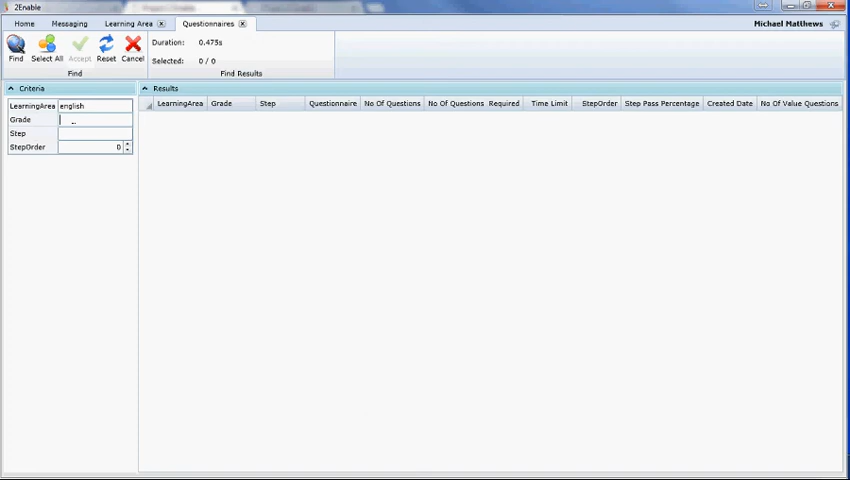 2Enable
Home Messaging Learning Area Questionnaires Michael Matthews
Find Select All Accept Reset Cancel
Duration: 0.475s
Selected: 0 / 0
Find Find Results
Criteria Results
LearningArea english
Grade
Step
StepOrder 0
LearningArea Grade Step Questionnaire No Of Questions No Of Questions Required Time Limit StepOrder Step Pass Percentage Created Date No Of Value Questions